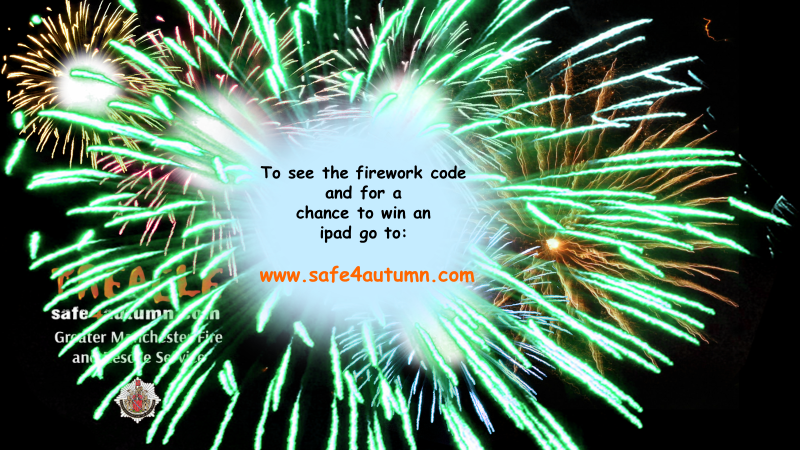 To see the firework code
and for a
chance to win an
ipad go to:
www.safe4autumn.com
safe4autumn.com
Greater Manchester Fire
and Rescue Service